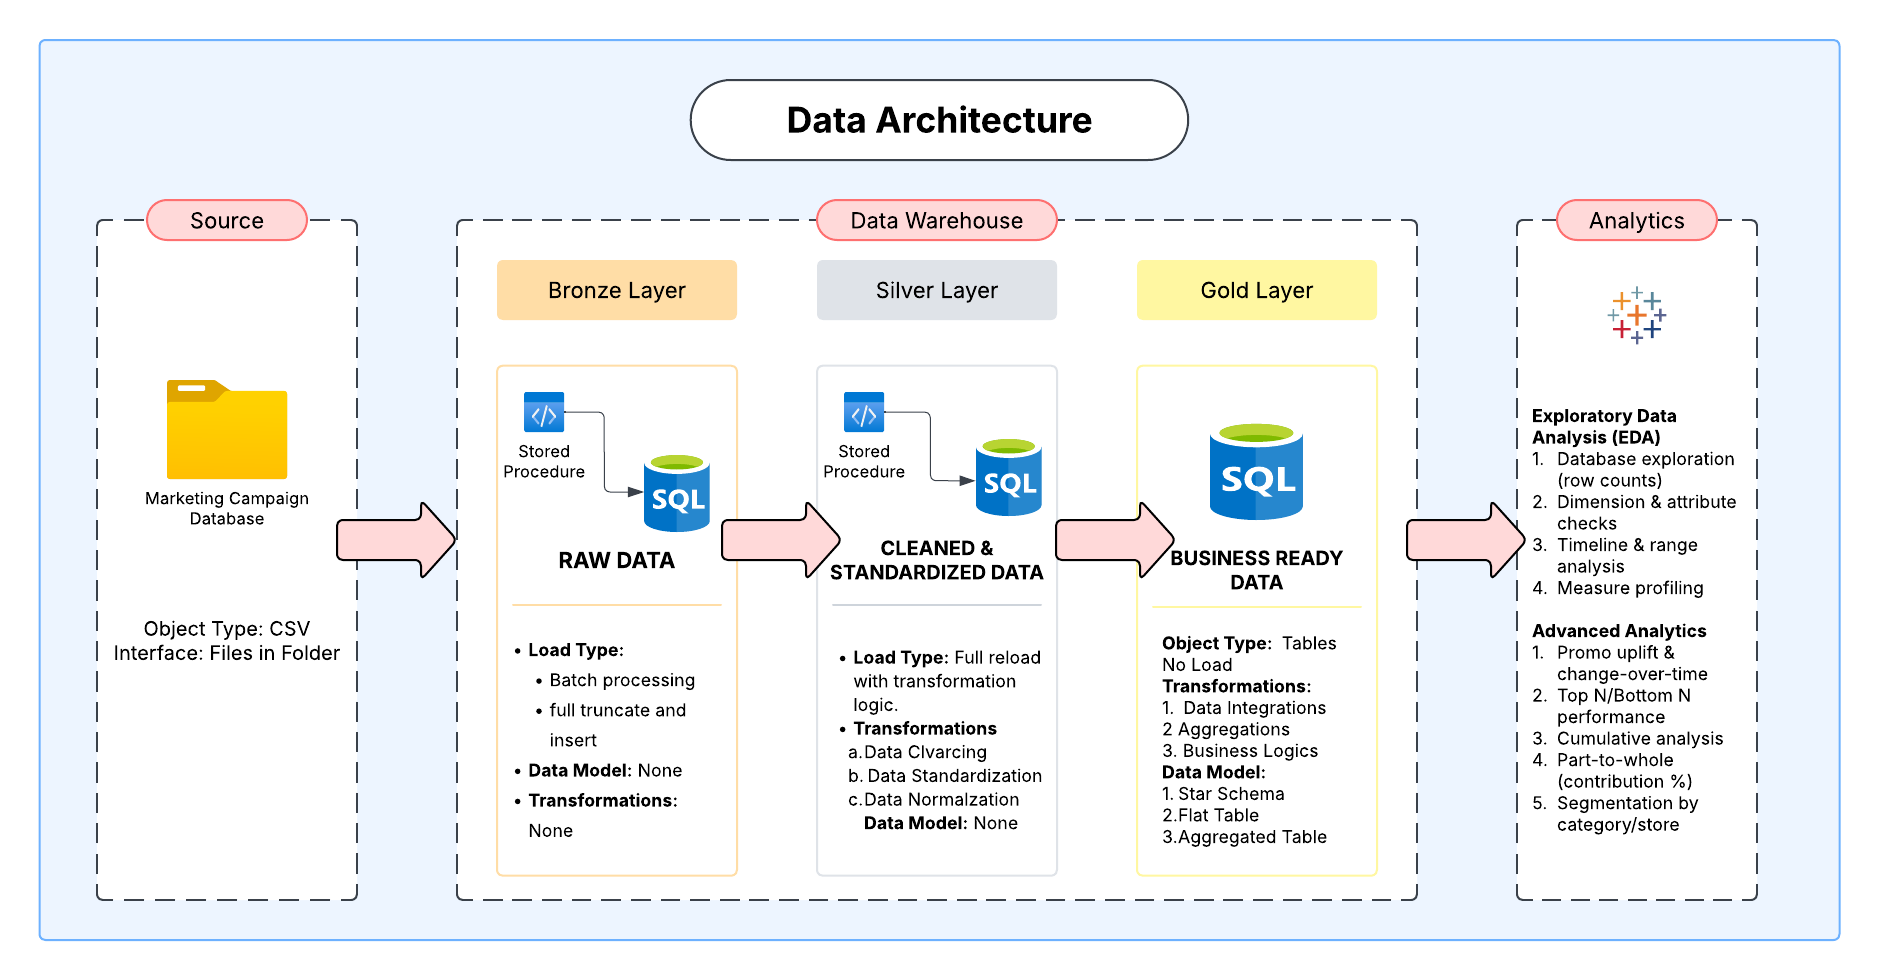 Data Architecture
Source
Marketing Campaign
Database
Object Type: CSV
Interface: Files in Folder
Data Warehouse
Bronze Layer
</>
Stored
Procedure
SQL
RAW DATA
• Load Type:
• Batch processing
• full truncate and
insert
• Data Model: None
• Transformations:
None
Silver Layer
</>
Stored
Procedure
SQL
CLEANED &
STANDARDIZED DATA
• Load Type: Full reload
with transformation
logic.
• Transformations
a.Data Clvarcing
b. Data Standardization
c.Data Normalzation
Data Model: None
Gold Layer
SQL
BUSINESS READY
DATA
Object Type: Tables
No Load
Transformations:
1. Data Integrations
2 Aggregations
3. Business Logics
Data Model:
1. Star Schema
2.Flat Table
3.Aggregated Table
Analytics
Exploratory Data
Analysis (EDA)
1. Database exploration
(row counts)
2. Dimension & attribute
checks
3. Timeline & range
analysis
4. Measure profiling
Advanced Analytics
1. Promo uplift &
change-over-time
2. Top N/Bottom N
performance
3. Cumulative analysis
4. Part-to-whole
(contribution %)
5. Segmentation by
category/store